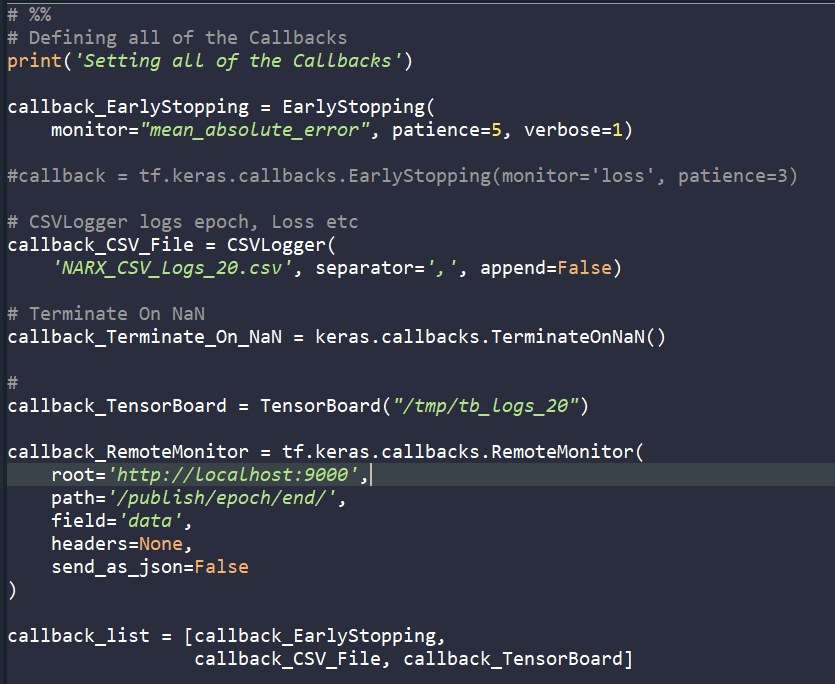 # %%
# Defining all of the Callbacks
print('Setting all of the Callbacks')
callback_EarlyStopping = EarlyStopping(
    monitor="mean_absolute_error", patience=5, verbose=1)
#callback = tf.keras.callbacks.EarlyStopping(monitor='loss', patience=3)
# CSVLogger logs epoch, Loss etc
callback_CSV_File = CSVLogger(
    'NARX_CSV_Logs_20.csv', separator=',', append=False)
# Terminate On NaN
callback_Terminate_On_NaN = keras.callbacks.TerminateOnNaN()
#
callback_TensorBoard = TensorBoard("/tmp/tb_logs_20")
callback_RemoteMonitor = tf.keras.callbacks.RemoteMonitor(
    root='http://localhost:9000',
    path='/publish/epoch/end/',
    field='data',
    headers=None,
    send_as_json=False
)
callback_list = [callback_EarlyStopping,
                 callback_CSV_File, callback_TensorBoard]